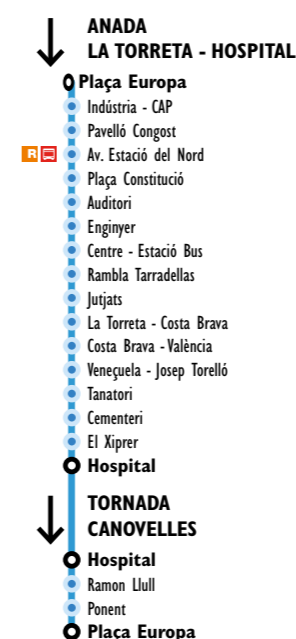 ANADA
LA TORRETA - HOSPITAL
Plaça Europa
Indústria - CAP
Pavelló Congost
R Av. Estació del Nord
Plaça Constitució
Auditori
Enginyer
Centre - Estació Bus
Rambla Tarradellas
Jutjats
La Torreta - Costa Brava
Costa Brava - València
Veneçuela - Josep Torelló
Tanatori
Cementeri
El Xiprer
Hospital
TORNADA
CANOVELLES
Hospital
Ramon Llull
Ponent
Plaça Europa